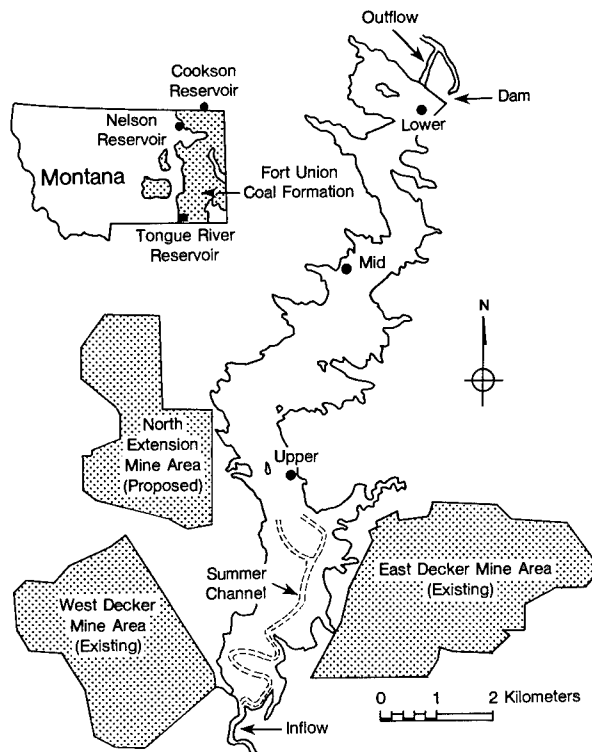 Outflow
Dam
Lower
Cookson
Reservoir
Nelson
Reservoir
Montana
Fort Union
Coal Formation
Tongue River
Reservoir
Mid
N
North
Extension
Mine Area
(Proposed)
Upper
Summer
Channel
East Decker Mine Area
(Existing)
West Decker
Mine Area
(Existing)
Inflow
0 1 2 Kilometers